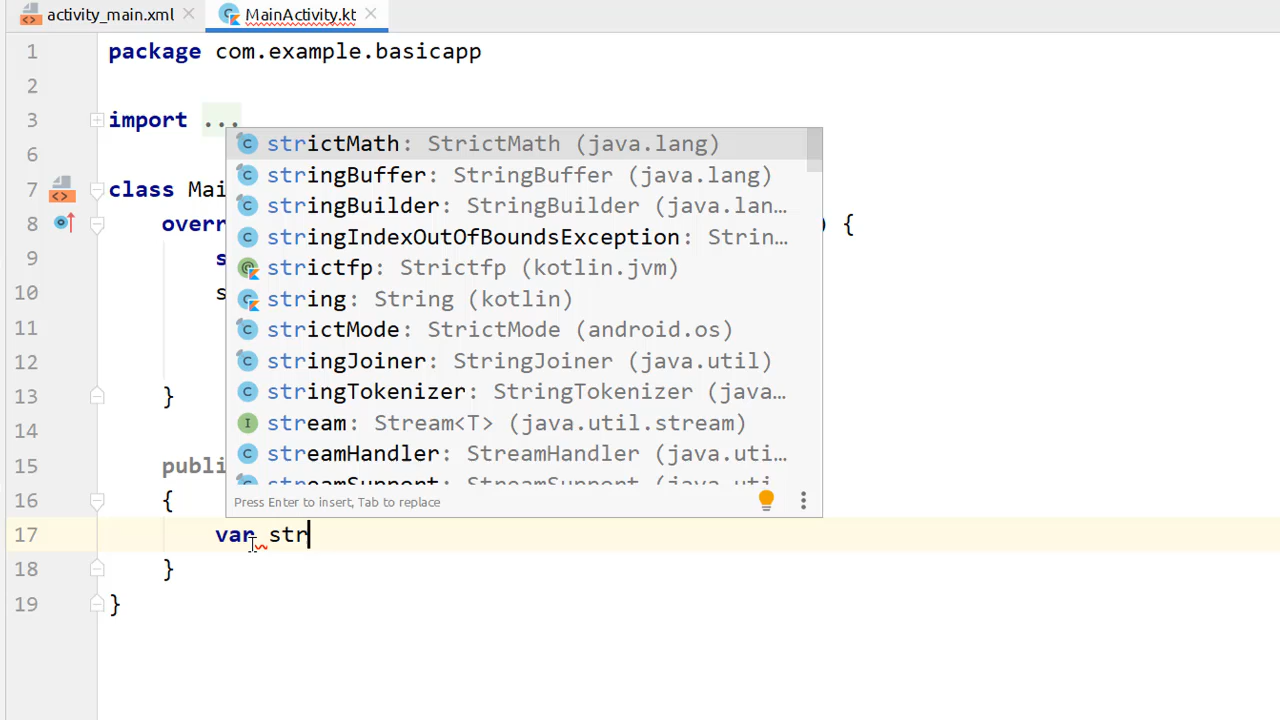 activity_main.xml MainActivity.kt
1 package com.example.basicapp
2
3 import ...
6
7 class Mai
8 overr ) {
9 s
10 s
11
12
13 }
14
15 publi
16 {
17 var str
18 }
19 }
strictMath: StrictMath (java.lang)
stringBuffer: StringBuffer (java.lang)
stringBuilder: StringBuilder (java.lan…
stringIndexOutOfBoundsException: Strin…
strictfp: Strictfp (kotlin.jvm)
string: String (kotlin)
strictMode: StrictMode (android.os)
stringJoiner: StringJoiner (java.util)
stringTokenizer: StringTokenizer (java…
stream: Stream<T> (java.util.stream)
streamHandler: StreamHandler (java.uti…
streamSupport: StreamSupport (java.uti…
Press Enter to insert, Tab to replace